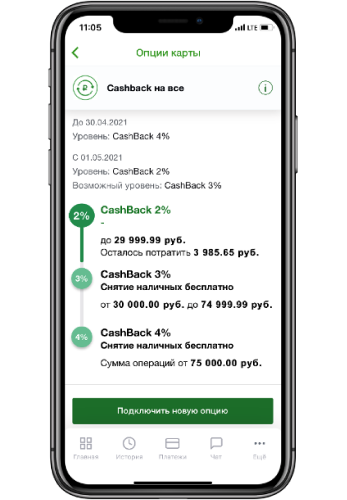 11:05
LTE
Опции карты
Cashback на все
До 30.04.2021
Уровень: CashBack 4%
С 01.05.2021
Уровень: CashBack 2%
Возможный уровень: CashBack 3%
2%
CashBack 2%
-
до 29 999.99 руб.
Осталось потратить 3 985.65 руб.
3%
CashBack 3%
Снятие наличных бесплатно
от 30 000.00 руб. до 74 999.99 руб.
4%
CashBack 4%
Снятие наличных бесплатно
Сумма операций от 75 000.00 руб.
Подключить новую опцию
Главная История Платежи Чат Ещё